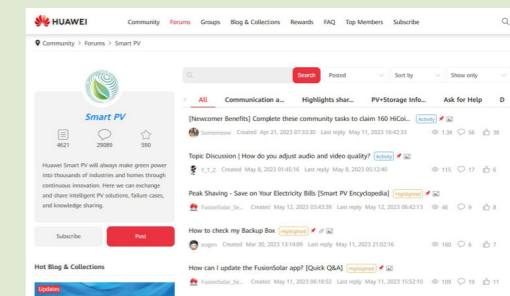 HUAWEI
Community Forums Groups Blog & Collections Rewards FAQ Top Members Subscribe
Community > Forums > Smart PV
Smart PV
4621 29089 590
Huawei Smart PV will always make green power
into thousands of industries and homes through
continuous innovation. Here we can exchange
and share intelligent PV solutions, failure cases,
and knowledge sharing.
Subscribe Post
Hot Blog & Collections
Updates
Search Posted Sort by Show only
All Communication a... Highlights shar... PV+Storage Info... Ask for Help D
[Newcomer Benefits] Complete these community tasks to claim 160 HiCoi... Activity
Somemeow Created Apr 21, 2023 07:33:30 Last reply May 11, 2023 16:42:33 1.3K 56 38
Topic Discussion | How do you adjust audio and video quality? Activity
Y_T_Z Created May 8, 2023 01:45:16 Last reply May 8, 2023 05:12:40 115 17 6
Peak Shaving - Save on Your Electricity Bills [Smart PV Encyclopedia] Highlighted
FusionSolar_Se... Created May 12, 2023 03:43:39 Last reply May 12, 2023 06:42:13 46 9 8
How to check my Backup Box Highlighted
eugen Created Mar 30, 2023 13:14:09 Last reply May 11, 2023 21:02:16 160 6 7
How can I update the FusionSolar app? [Quick Q&A] Highlighted
FusionSolar_Se... Created May 11, 2023 06:18:52 Last reply May 11, 2023 15:52:10 109 19 11